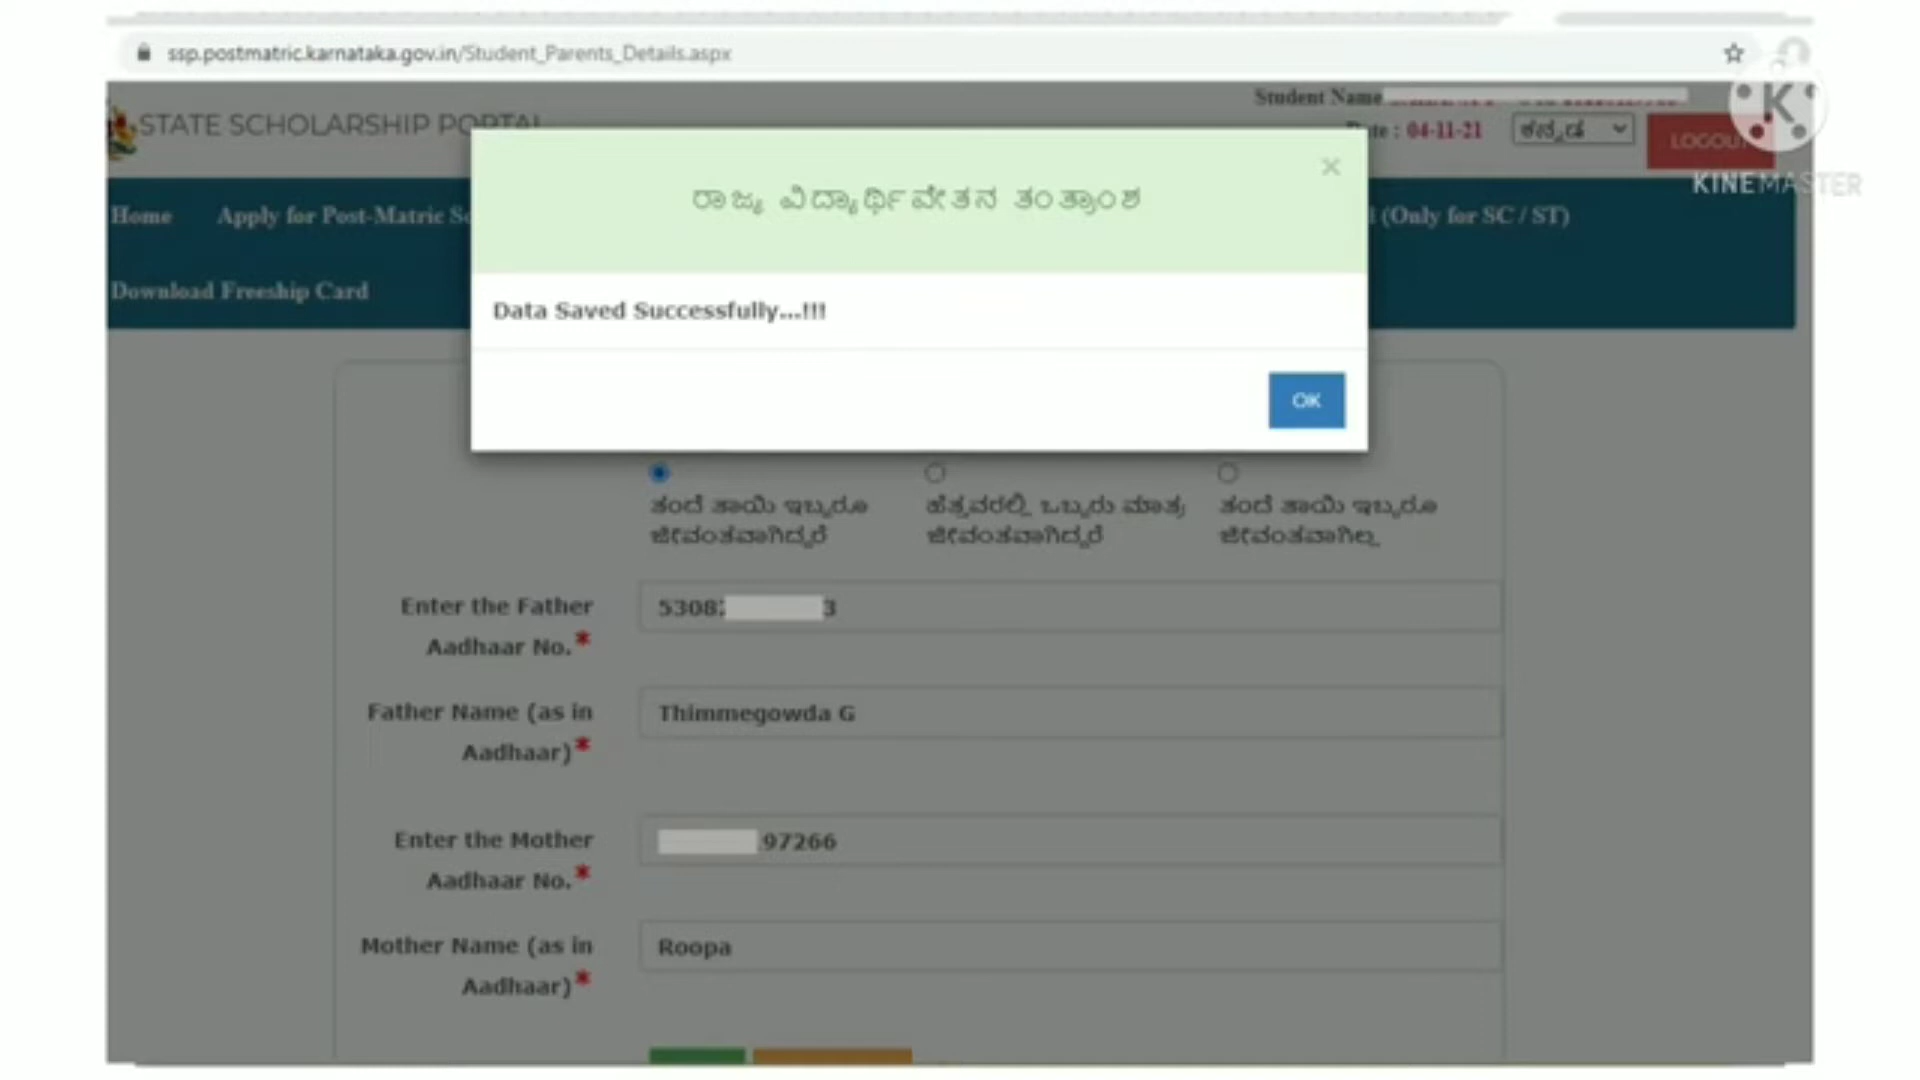 ssp.postmatric.karnataka.gov.in/Student_Parents_Details.aspx
STATE SCHOLARSHIP PORTAL
Student Name
Date : 04-11-21
ಕನ್ನಡ
LOGOUT
KINEMASTER
Home
Apply for Post-Matric
(Only for SC / ST)
Download Freeship Card
ರಾಜ್ಯ ವಿದ್ಯಾರ್ಥಿವೇತನ ತಂತ್ರಾಂಶ
×
Data Saved Successfully...!!!
OK
ತಂದೆ ತಾಯಿ ಇಬ್ಬರೂ ಜೀವಂತವಾಗಿದ್ದರೆ
ಹೆತ್ತವರಲ್ಲಿ ಒಬ್ಬರು ಮಾತ್ರ ಜೀವಂತವಾಗಿದ್ದರೆ
ತಂದೆ ತಾಯಿ ಇಬ್ಬರೂ ಜೀವಂತವಾಗಿಲ್ಲ
Enter the Father Aadhaar No.*
5308 3
Father Name (as in Aadhaar)*
Thimmegowda G
Enter the Mother Aadhaar No.*
97266
Mother Name (as in Aadhaar)*
Roopa